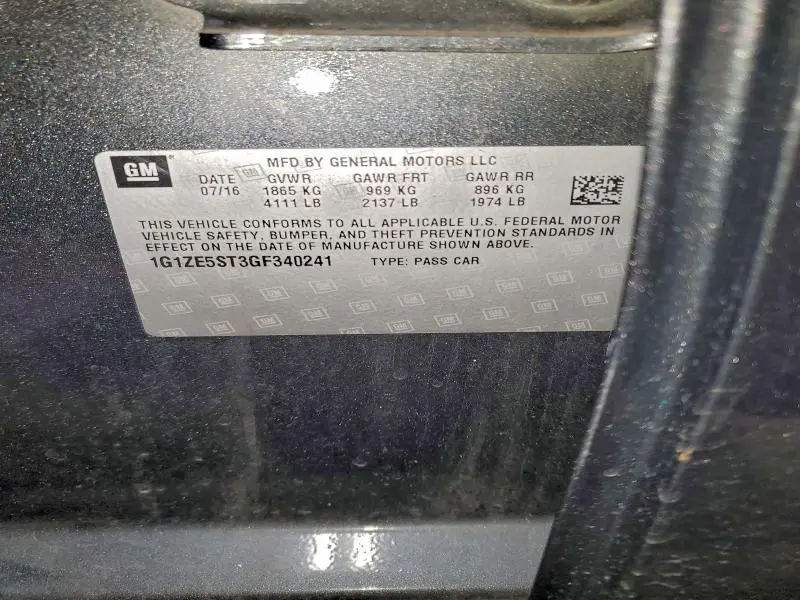 GM
MFD BY GENERAL MOTORS LLC
DATE GVWR GAWR FRT GAWR RR
07/16 1865 KG 969 KG 896 KG
4111 LB 2137 LB 1974 LB
THIS VEHICLE CONFORMS TO ALL APPLICABLE U.S. FEDERAL MOTOR
VEHICLE SAFETY, BUMPER, AND THEFT PREVENTION STANDARDS IN
EFFECT ON THE DATE OF MANUFACTURE SHOWN ABOVE.
1G1ZE5ST3GF340241 TYPE: PASS CAR